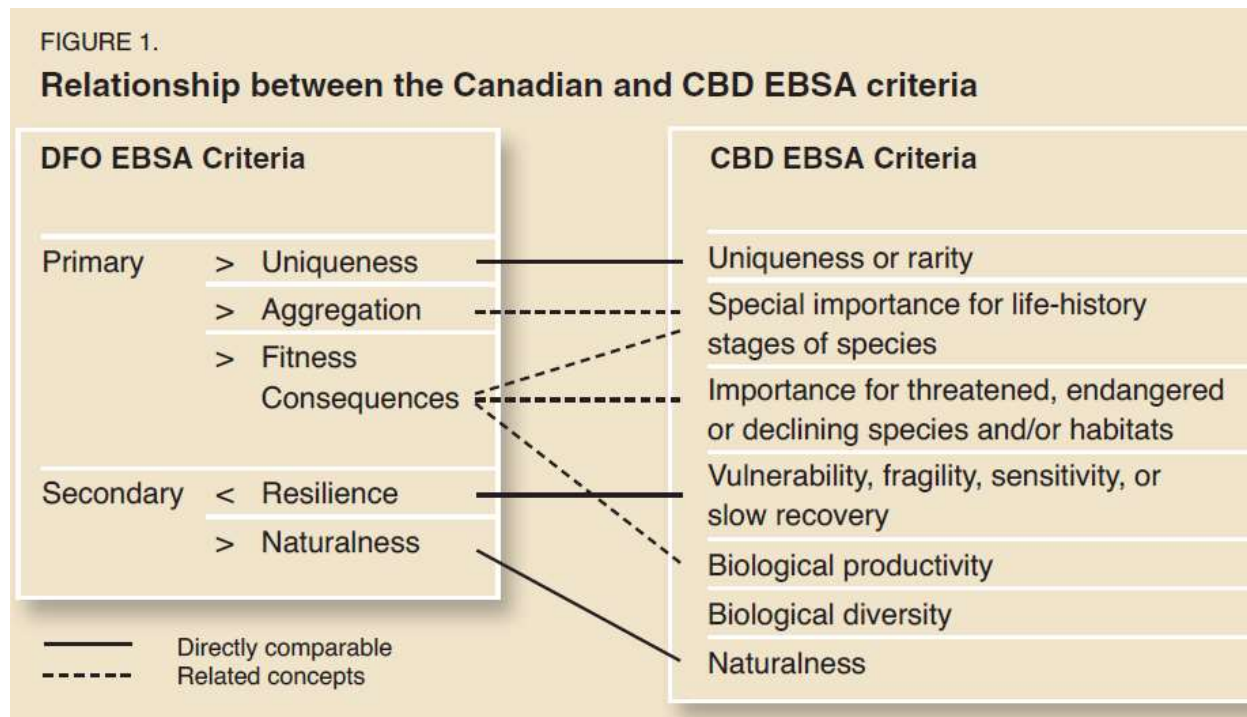 FIGURE 1.
Relationship between the Canadian and CBD EBSA criteria
DFO EBSA Criteria
Primary > Uniqueness
> Aggregation
> Fitness
Consequences
Secondary < Resilience
> Naturalness
CBD EBSA Criteria
Uniqueness or rarity
Special importance for life-history
stages of species
Importance for threatened, endangered
or declining species and/or habitats
Vulnerability, fragility, sensitivity, or
slow recovery
Biological productivity
Biological diversity
Naturalness
Directly comparable
Related concepts